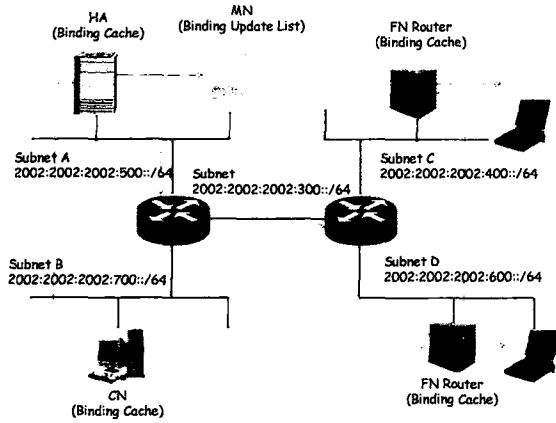 HA
(Binding Cache)
MN
(Binding Update List)
FN Router
(Binding Cache)
Subnet A
2002:2002:2002:500::/64
Subnet
2002:2002:2002:300::/64
Subnet C
2002:2002:2002:400::/64
Subnet B
2002:2002:2002:700::/64
Subnet D
2002:2002:2002:600::/64
CN
(Binding Cache)
FN Router
(Binding Cache)